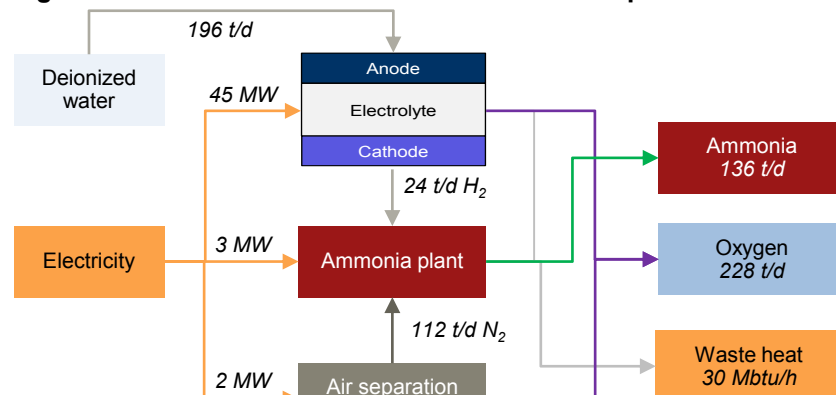 196 t/d
Deionized
water
Anode
45 MW
Electrolyte
Cathode
Ammonia
136 t/d
24 t/d H₂
Electricity
3 MW
Ammonia plant
Oxygen
228 t/d
112 t/d N₂
Waste heat
30 Mbtu/h
2 MW
Air separation